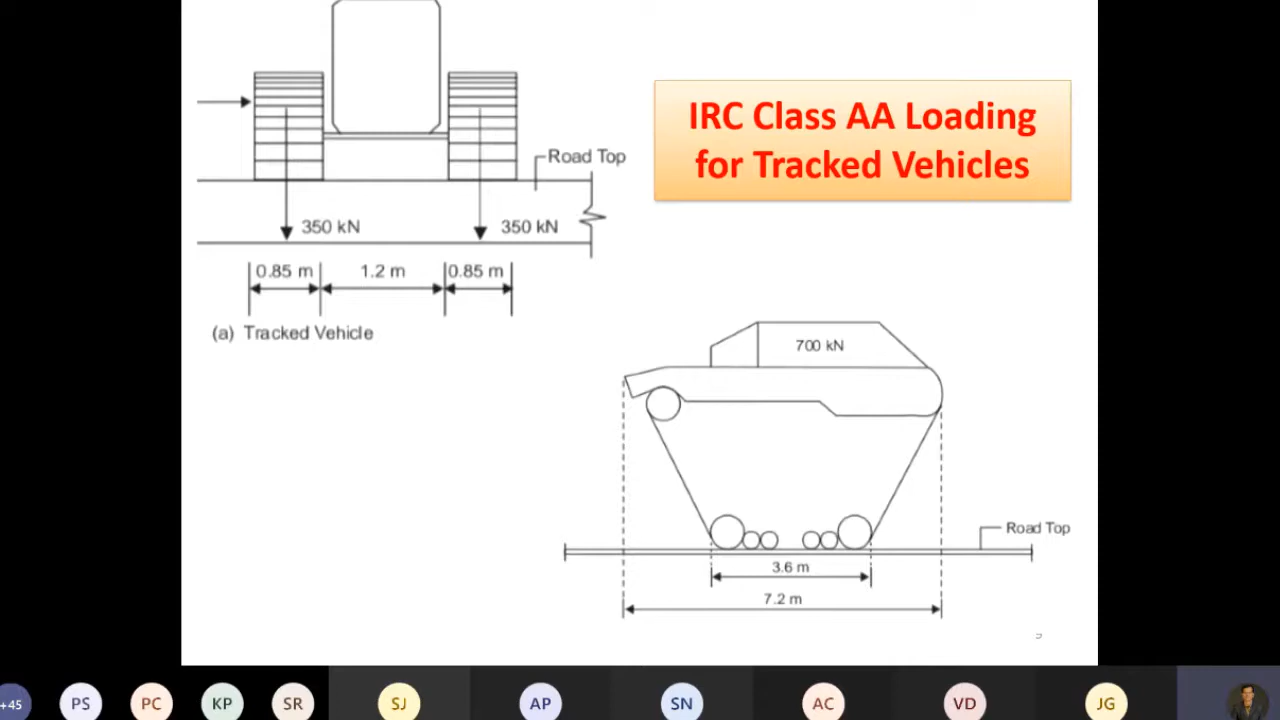 IRC Class AA Loading
for Tracked Vehicles
Road Top
350 kN
350 kN
0.85 m
1.2 m
0.85 m
(a) Tracked Vehicle
700 kN
Road Top
3.6 m
7.2 m
+45
PS
PC
KP
SR
SJ
AP
SN
AC
VD
JG